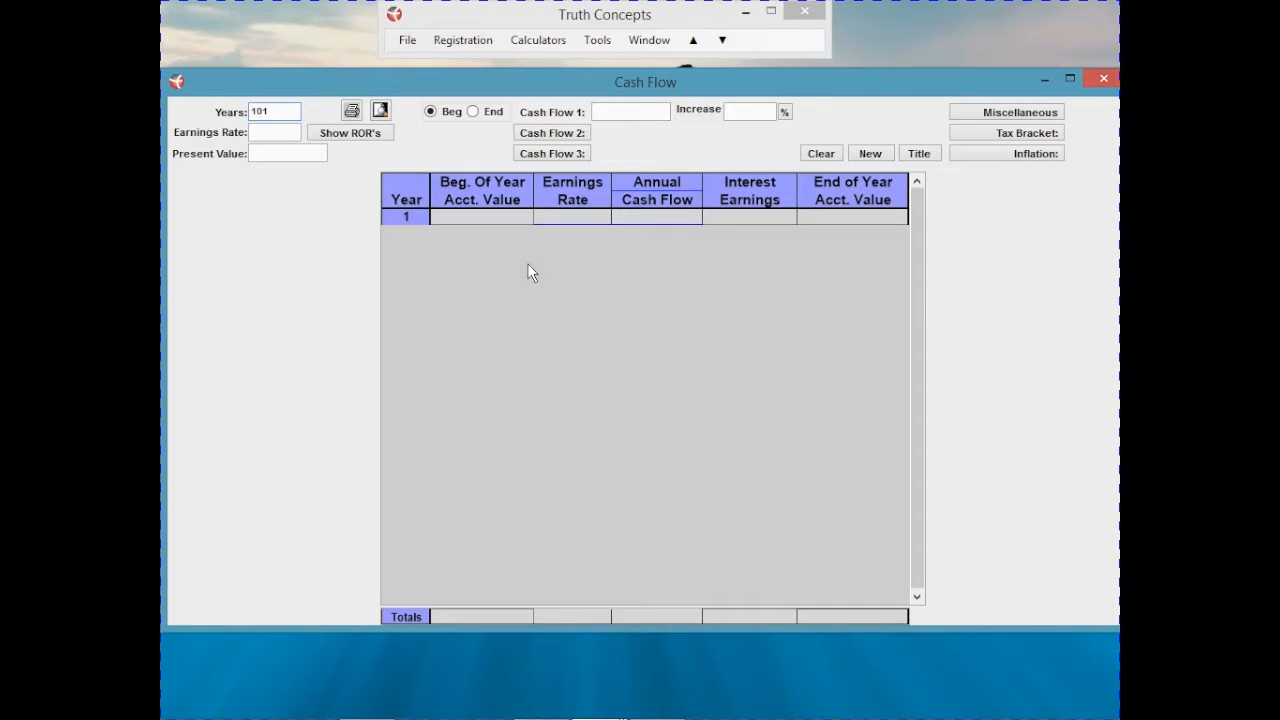 Truth Concepts
File Registration Calculators Tools Window ▲ ▼
Cash Flow
Years: 101 Beg End Cash Flow 1: Increase % Miscellaneous
Earnings Rate: Show ROR's Cash Flow 2: Tax Bracket:
Present Value: Cash Flow 3: Clear New Title Inflation:
Beg. Of Year Earnings Annual Interest End of Year
Year Acct. Value Rate Cash Flow Earnings Acct. Value
1
Totals